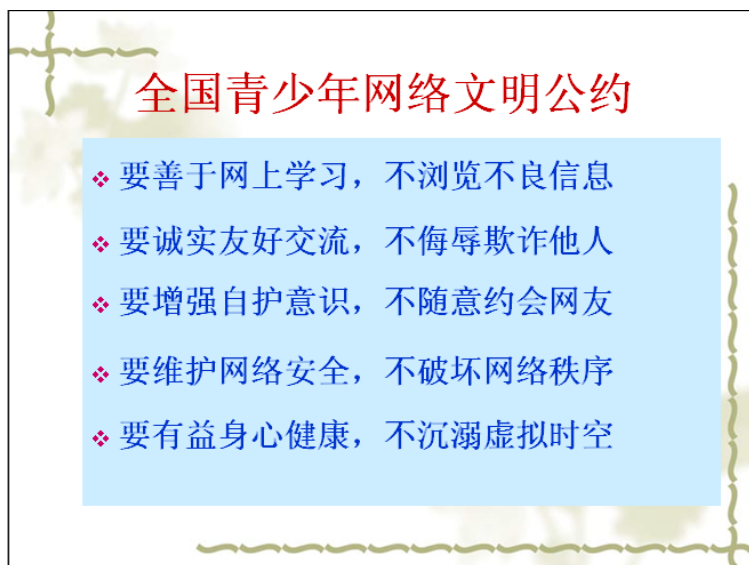 全国青少年网络文明公约
要善于网上学习，不浏览不良信息
要诚实友好交流，不侮辱欺诈他人
要增强自护意识，不随意约会网友
要维护网络安全，不破坏网络秩序
要有益身心健康，不沉溺虚拟时空